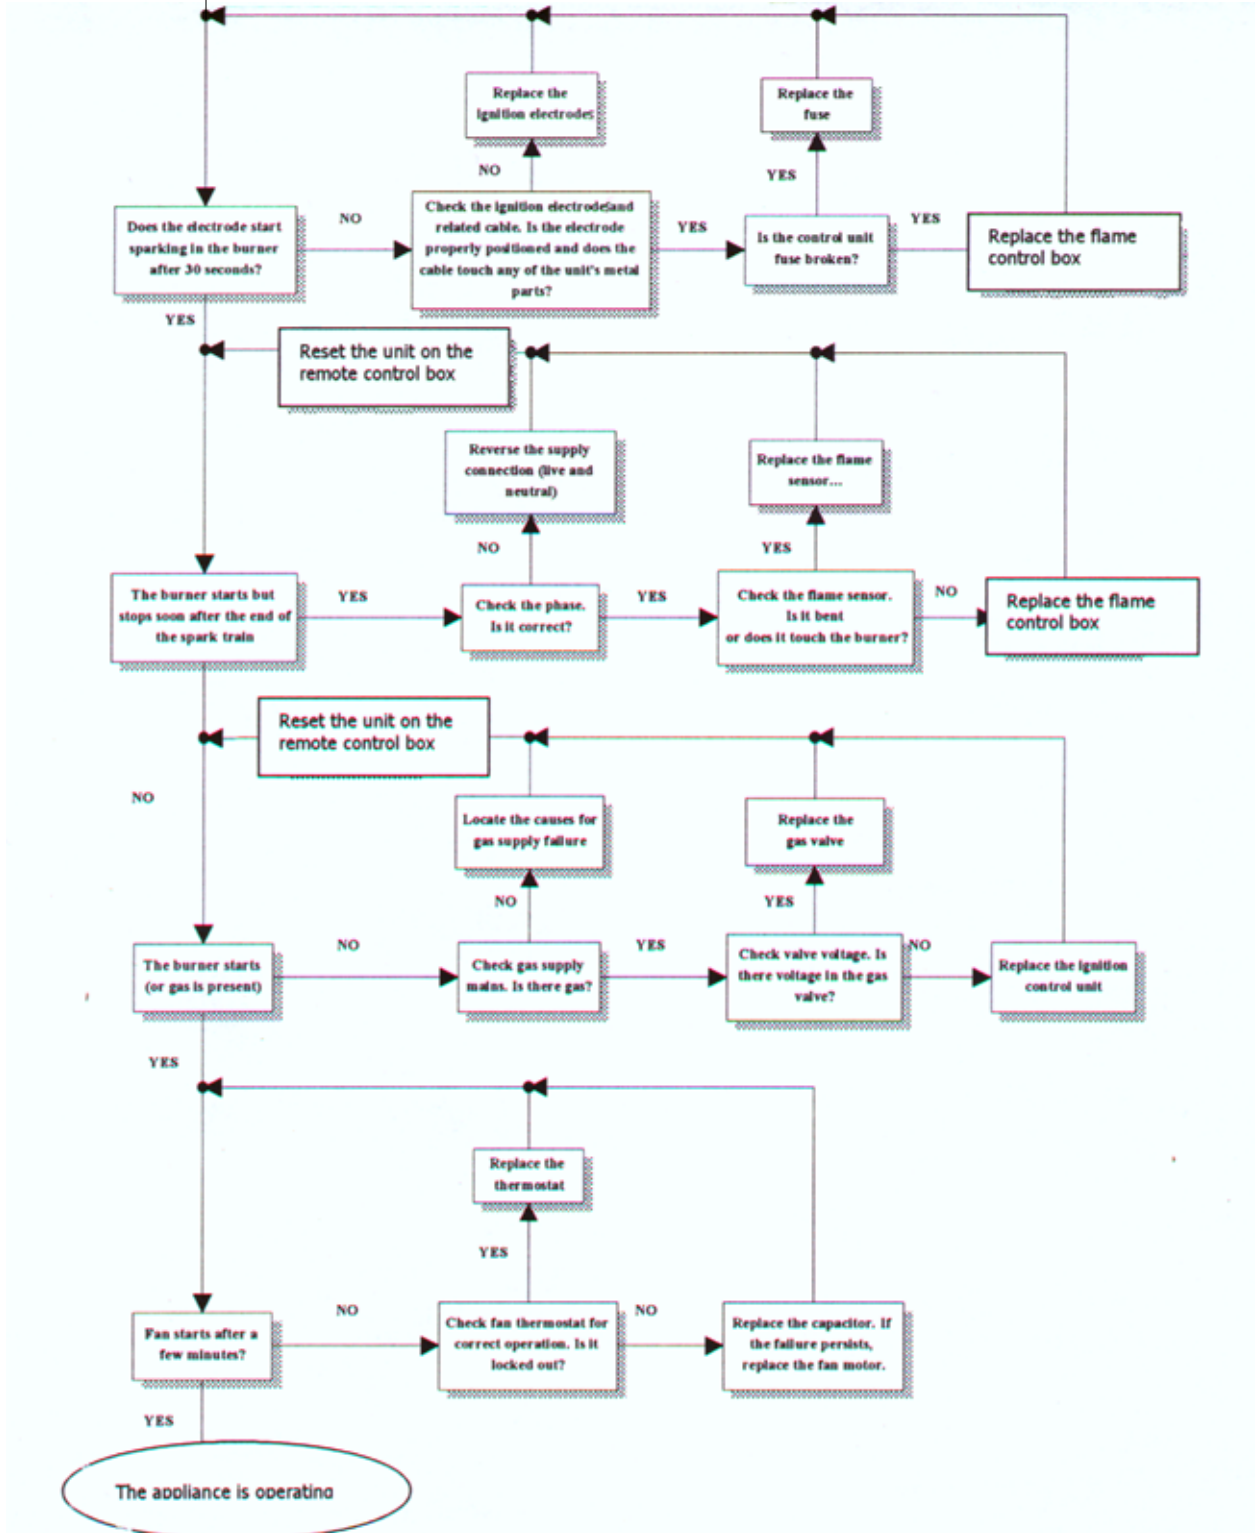 Replace the
ignition electrodes
Replace the
fuse
NO
YES
Does the electrode start
sparking in the burner
after 30 seconds?
NO
Check the ignition electrode and
related cable. Is the electrode
properly positioned and does the
cable touch any of the unit's metal
parts?
YES
Is the control unit
fuse broken?
YES
Replace the flame
control box
YES
Reset the unit on the
remote control box
Reverse the supply
connection (live and
neutral)
Replace the flame
sensor...
NO
YES
The burner starts but
stops soon after the end of
the spark train
YES
Check the phase.
Is it correct?
YES
Check the flame sensor.
Is it bent
or does it touch the burner?
NO
Replace the flame
control box
Reset the unit on the
remote control box
NO
Locate the causes for
gas supply failure
Replace the
gas valve
NO
YES
The burner starts
(or gas is present)
NO
Check gas supply
mains. Is there gas?
YES
Check valve voltage. Is
there voltage in the gas
valve?
NO
Replace the ignition
control unit
YES
Replace the
thermostat
YES
Fan starts after a
few minutes?
NO
Check fan thermostat for
correct operation. Is it
locked out?
NO
Replace the capacitor. If
the failure persists,
replace the fan motor.
YES
The appliance is operating